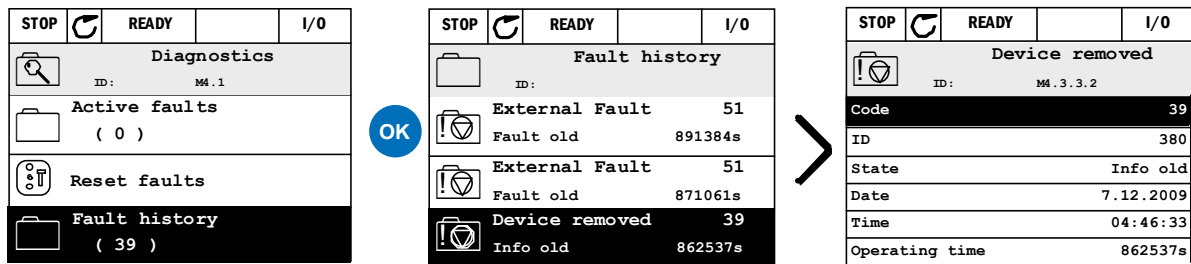 STOP READY I/O
Diagnostics
ID: M4.1
Active faults
( 0 )
Reset faults
Fault history
( 39 )
OK
STOP READY I/O
Fault history
ID:
External Fault 51
Fault old 891384s
External Fault 51
Fault old 871061s
Device removed 39
Info old 862537s
STOP READY I/O
Device removed
ID: M4.3.3.2
Code 39
ID 380
State Info old
Date 7.12.2009
Time 04:46:33
Operating time 862537s